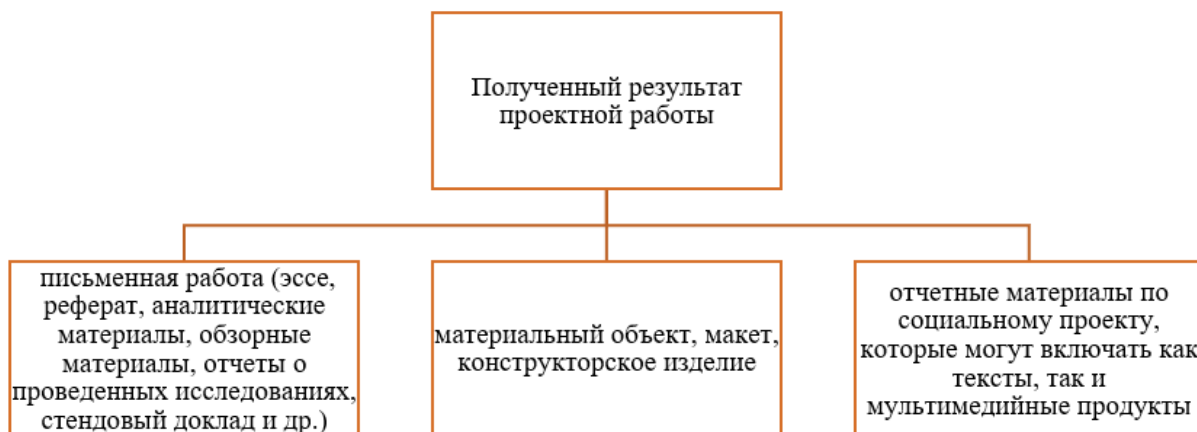 Полученный результат
проектной работы
письменная работа (эссе,
реферат, аналитические
материалы, обзорные
материалы, отчеты о
проведенных исследованиях,
стендовый доклад и др.)
материальный объект, макет,
конструкторское изделие
отчетные материалы по
социальному проекту,
которые могут включать как
тексты, так и
мультимедийные продукты